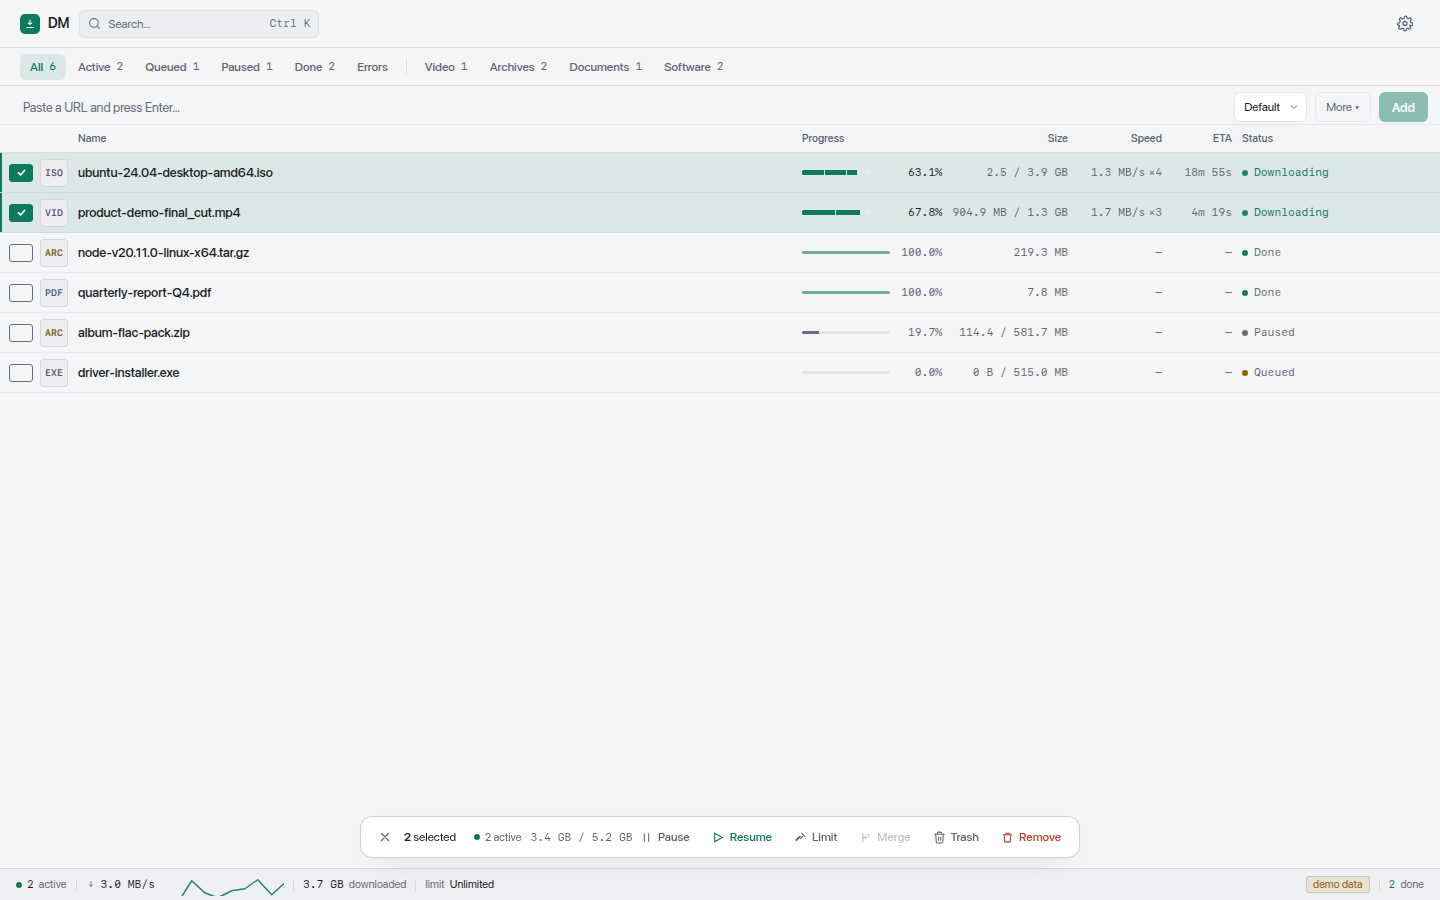 DM Search... Ctrl K
All 6 Active 2 Queued 1 Paused 1 Done 2 Errors Video 1 Archives 2 Documents 1 Software 2
Paste a URL and press Enter... Default More Add
Name Progress Size Speed ETA Status
ISO ubuntu-24.04-desktop-amd64.iso 63.1% 2.5 / 3.9 GB 1.3 MB/s ×4 18m 55s Downloading
VID product-demo-final_cut.mp4 67.8% 904.9 MB / 1.3 GB 1.7 MB/s ×3 4m 19s Downloading
ARC node-v20.11.0-linux-x64.tar.gz 100.0% 219.3 MB — — Done
PDF quarterly-report-Q4.pdf 100.0% 7.8 MB — — Done
ARC album-flac-pack.zip 19.7% 114.4 / 581.7 MB — — Paused
EXE driver-installer.exe 0.0% 0 B / 515.0 MB — — Queued
2 selected 2 active 3.4 GB / 5.2 GB Pause Resume Limit Merge Trash Remove
2 active ↓ 3.0 MB/s 3.7 GB downloaded limit Unlimited demo data 2 done